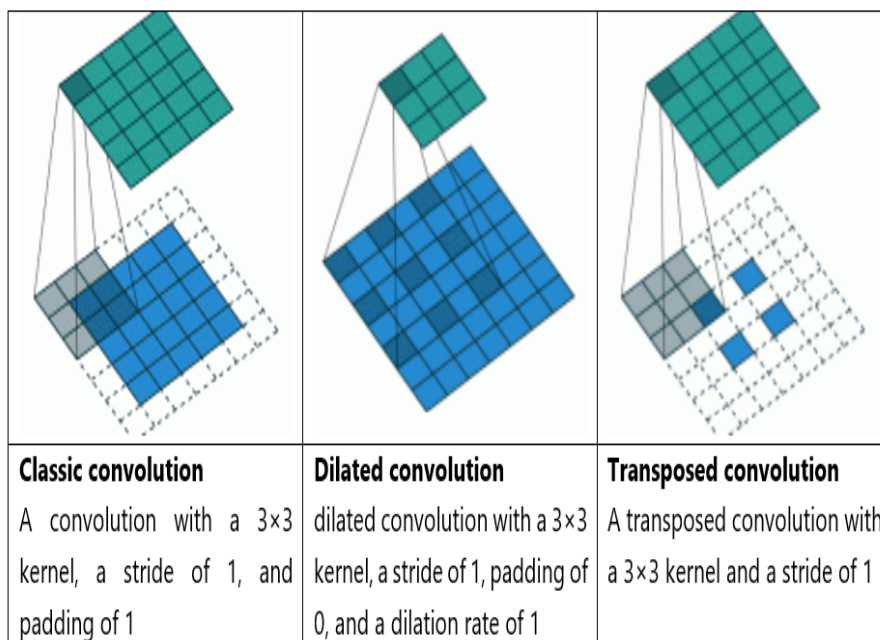 Classic convolution
A convolution with a 3×3
kernel, a stride of 1, and
padding of 1
Dilated convolution
dilated convolution with a 3×3
kernel, a stride of 1, padding of
0, and a dilation rate of 1
Transposed convolution
A transposed convolution with
a 3×3 kernel and a stride of 1